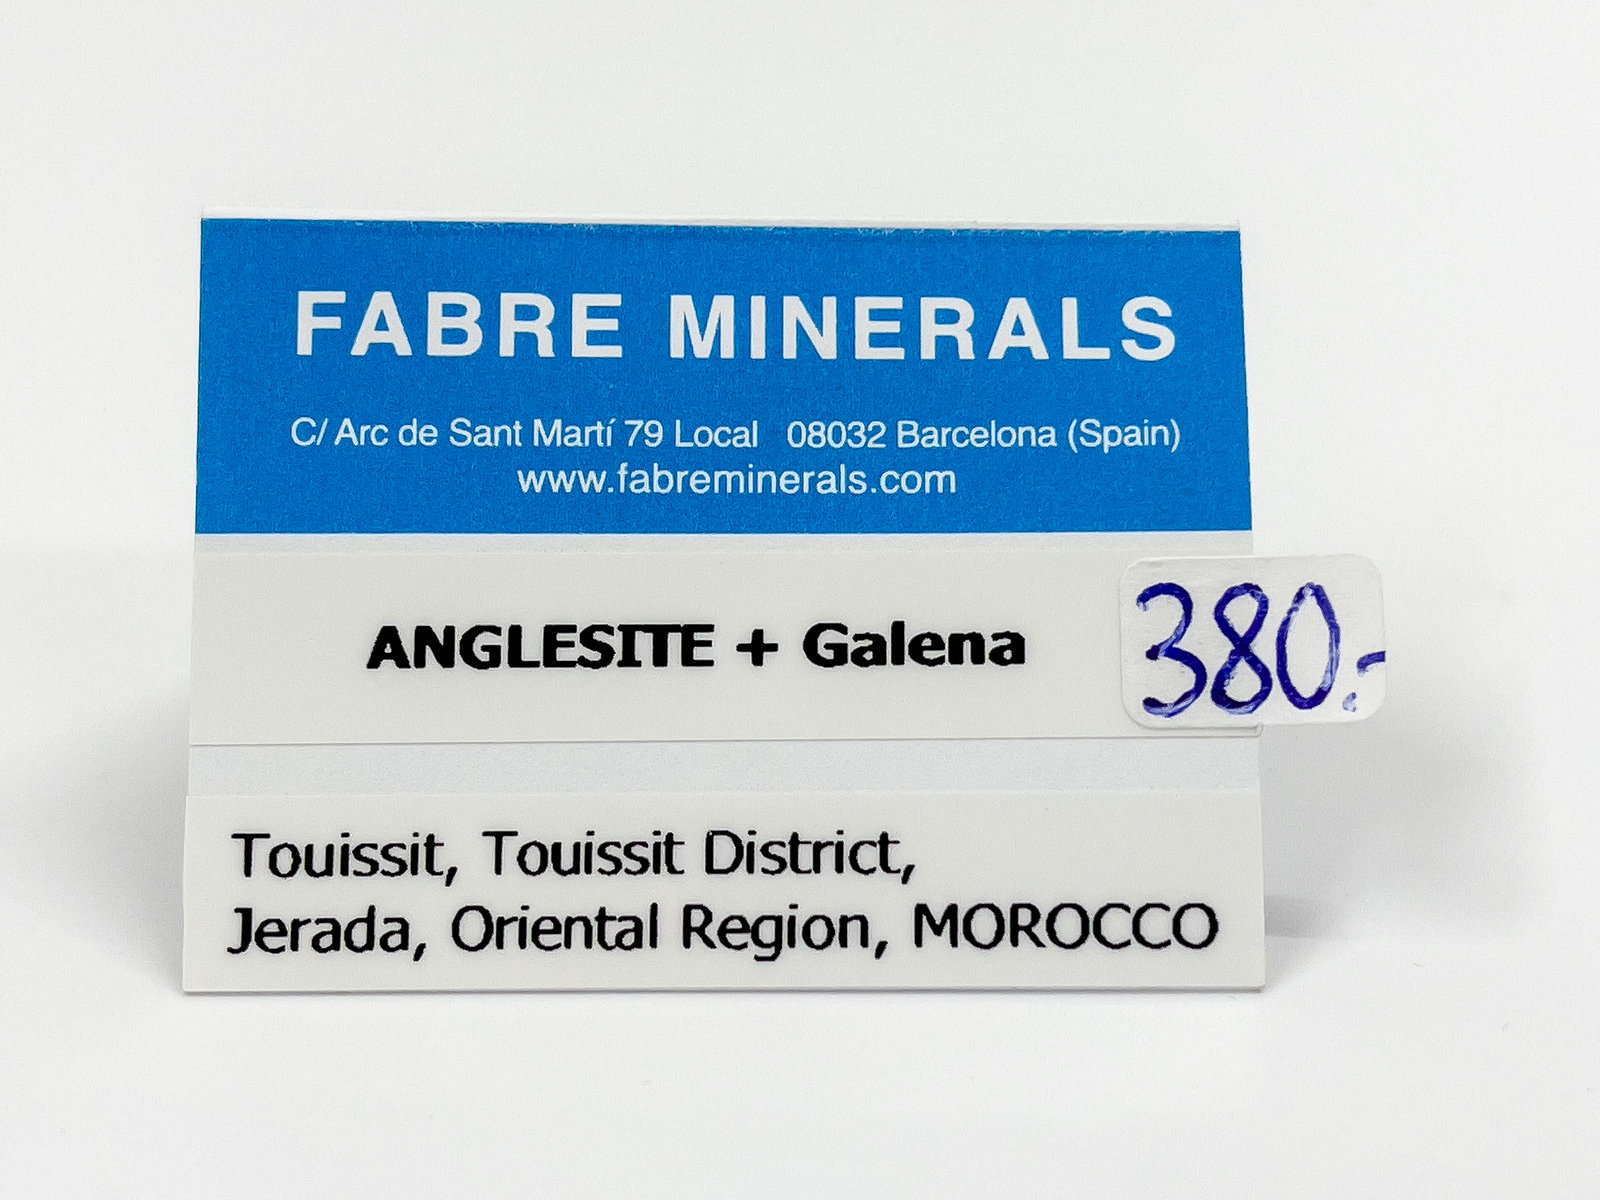 FABRE MINERALS
C/ Arc de Sant Martí 79 Local 08032 Barcelona (Spain)
www.fabreminerals.com
ANGLESITE + Galena
380.-
Touissit, Touissit District,
Jerada, Oriental Region, MOROCCO